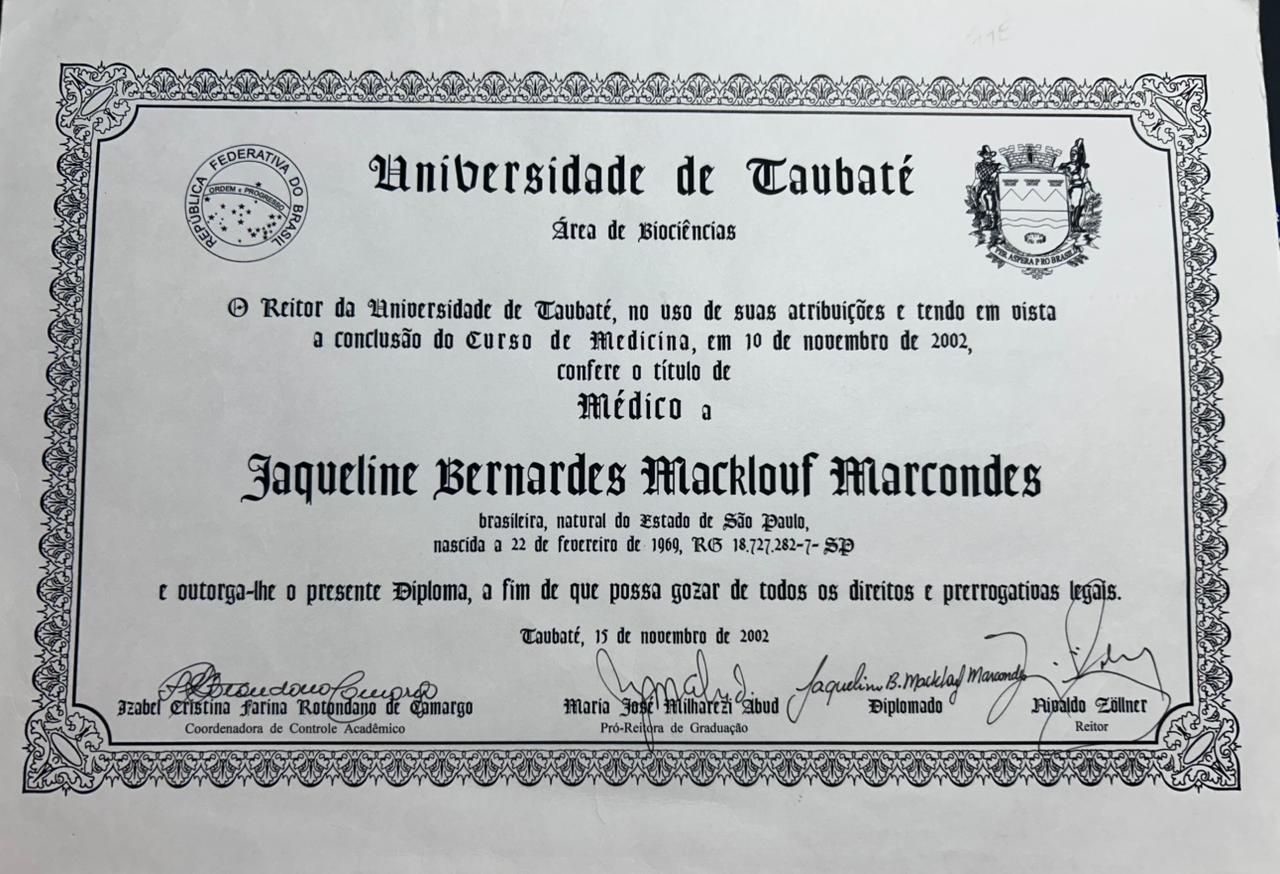 REPÚBLICA FEDERATIVA DO BRASIL
ORDEM E PROGRESSO
Universidade de Taubaté
Área de Biociências
O Reitor da Universidade de Taubaté, no uso de suas atribuições e tendo em vista
a conclusão do Curso de Medicina, em 10 de novembro de 2002,
confere o título de
Médico a
Jaqueline Bernardes Macklouf Marcondes
brasileira, natural do Estado de São Paulo,
nascida a 22 de fevereiro de 1969, RG 18.727.282-7- SP
e outorga-lhe o presente Diploma, a fim de que possa gozar de todos os direitos e prerrogativas legais.
Taubaté, 15 de novembro de 2002
Jaqueline B. Macklouf Marcondes
Izabel Cristina Farina Rotondano de Camargo
Maria José Milharezi Abud
Diplomado
Nivaldo Zöllner
Coordenadora de Controle Acadêmico
Pró-Reitora de Graduação
Reitor